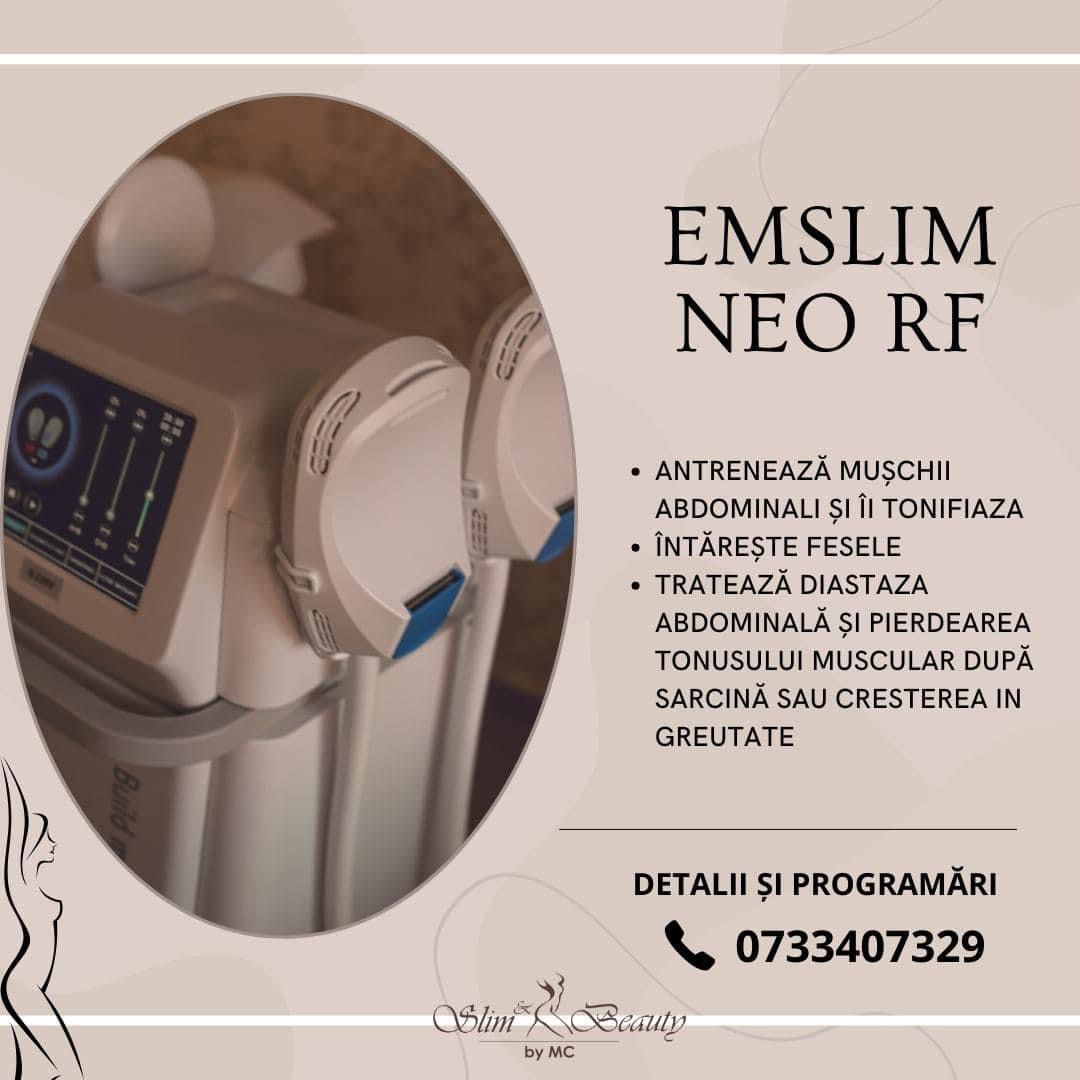 EMSLIM
NEO RF
• ANTRENEAZĂ MUȘCHII
ABDOMINALI ȘI ÎI TONIFIAZA
• ÎNTĂREȘTE FESELE
• TRATEAZĂ DIASTAZA
ABDOMINALĂ ȘI PIERDEAREA
TONUSULUI MUSCULAR DUPĂ
SARCINĂ SAU CRESTEREA IN
GREUTATE
DETALII ȘI PROGRAMĂRI
0733407329
Slim & Beauty
by MC
Build